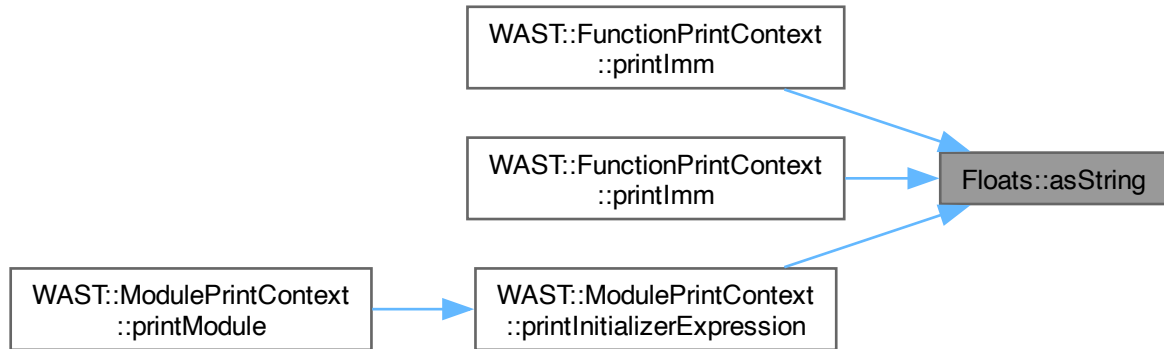 WAST::FunctionPrintContext
::printImm
WAST::FunctionPrintContext
::printImm
Floats::asString
WAST::ModulePrintContext
::printModule
WAST::ModulePrintContext
::printInitializerExpression